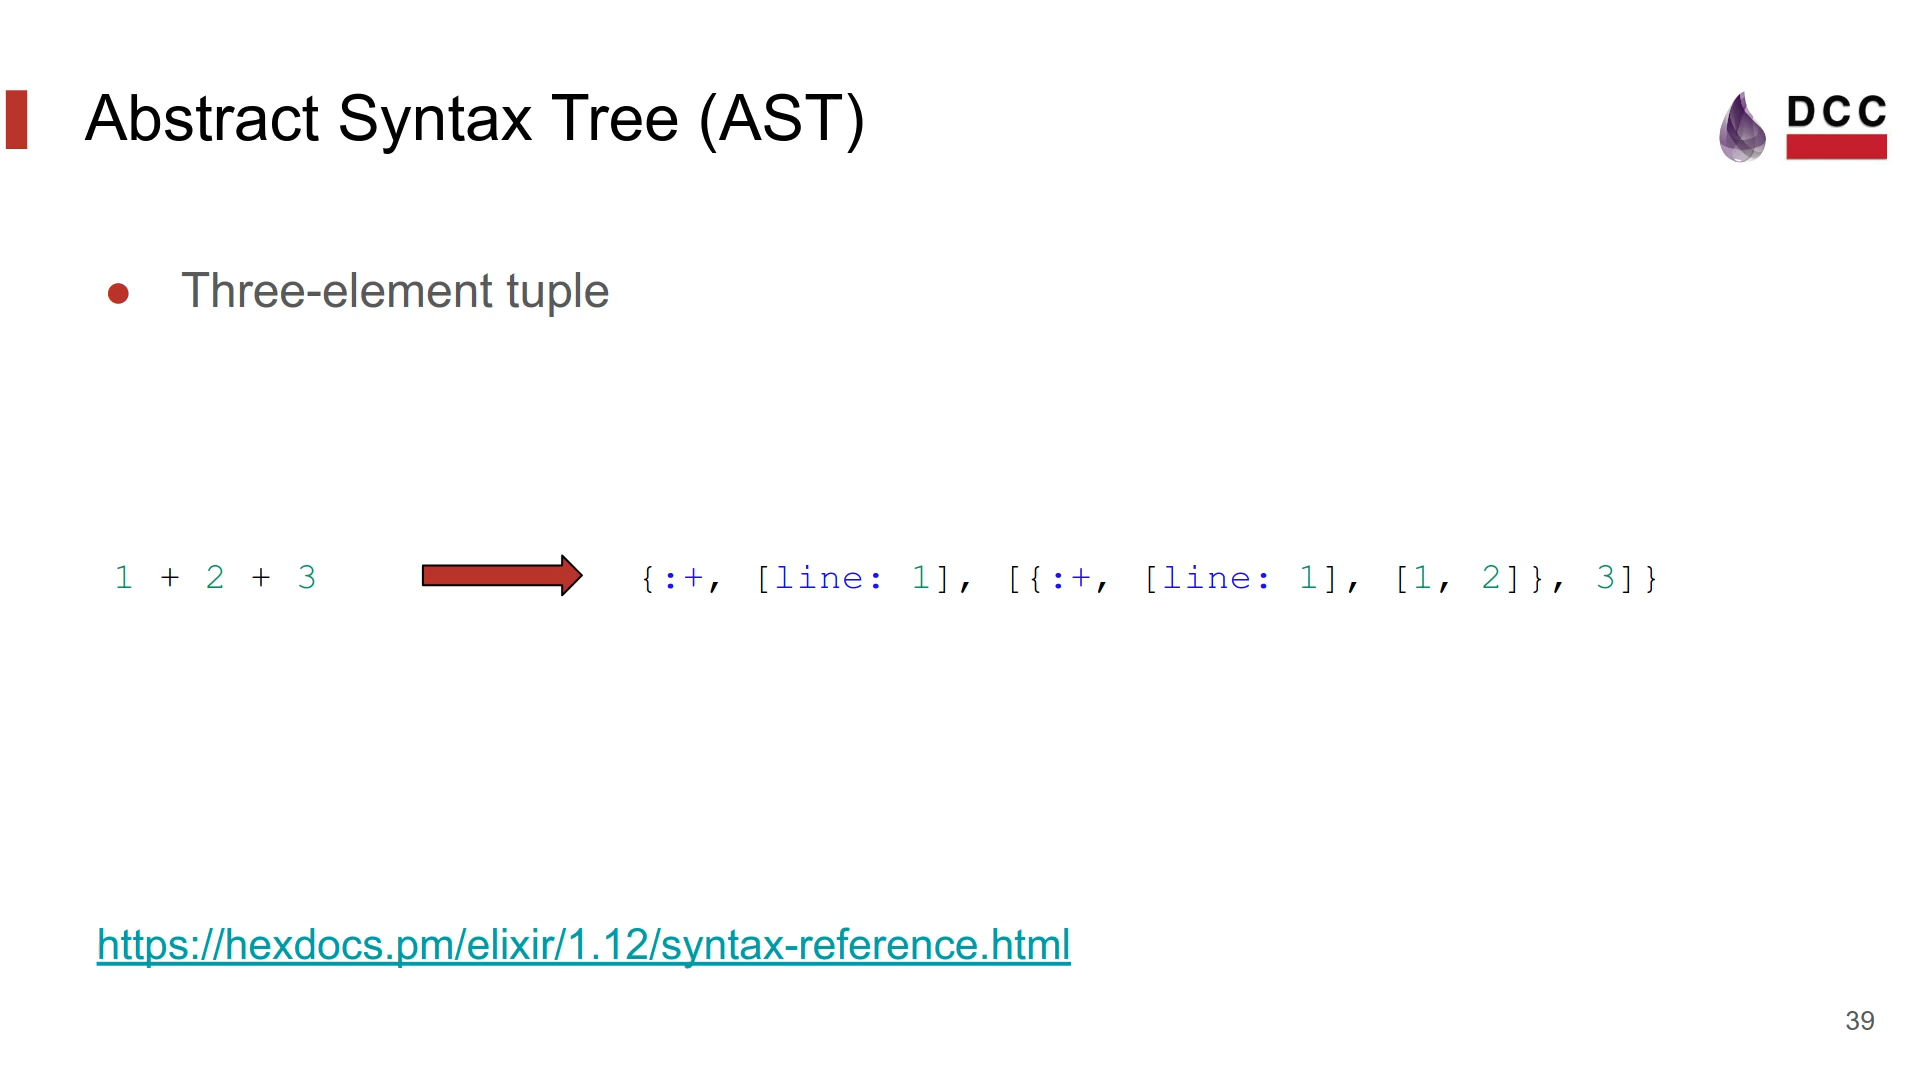 Abstract Syntax Tree (AST)
DCC
● Three-element tuple
1 + 2 + 3
{:+, [line: 1], [{:+, [line: 1], [1, 2]}, 3]}
https://hexdocs.pm/elixir/1.12/syntax-reference.html
39